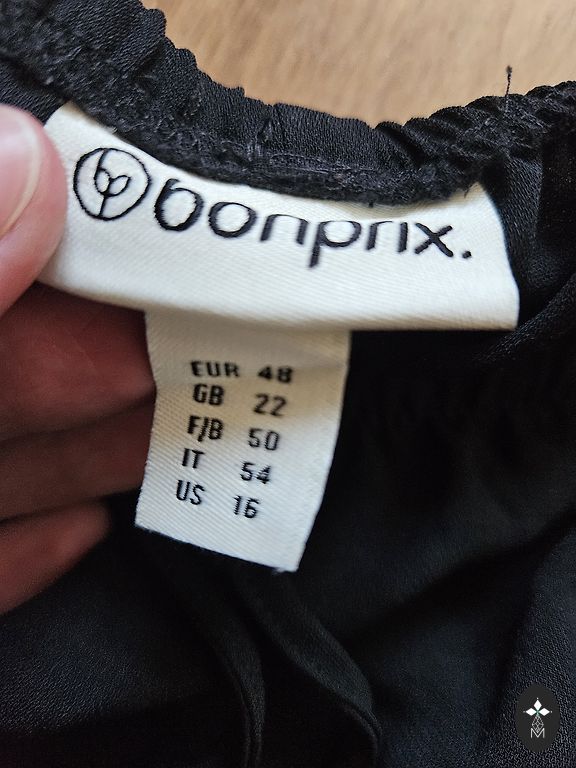 bonprix.
EUR 48
GB 22
F/B 50
IT 54
US 16
M